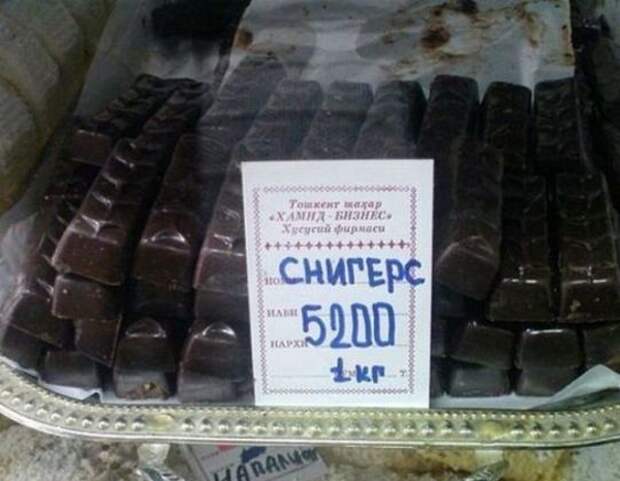 Тошкент шаҳар
«ХАМИД - БИЗНЕС»
Хусусий фирмаси
СНИГЕРС
НАВИ 5200
НАРХИ
1 кг Т.